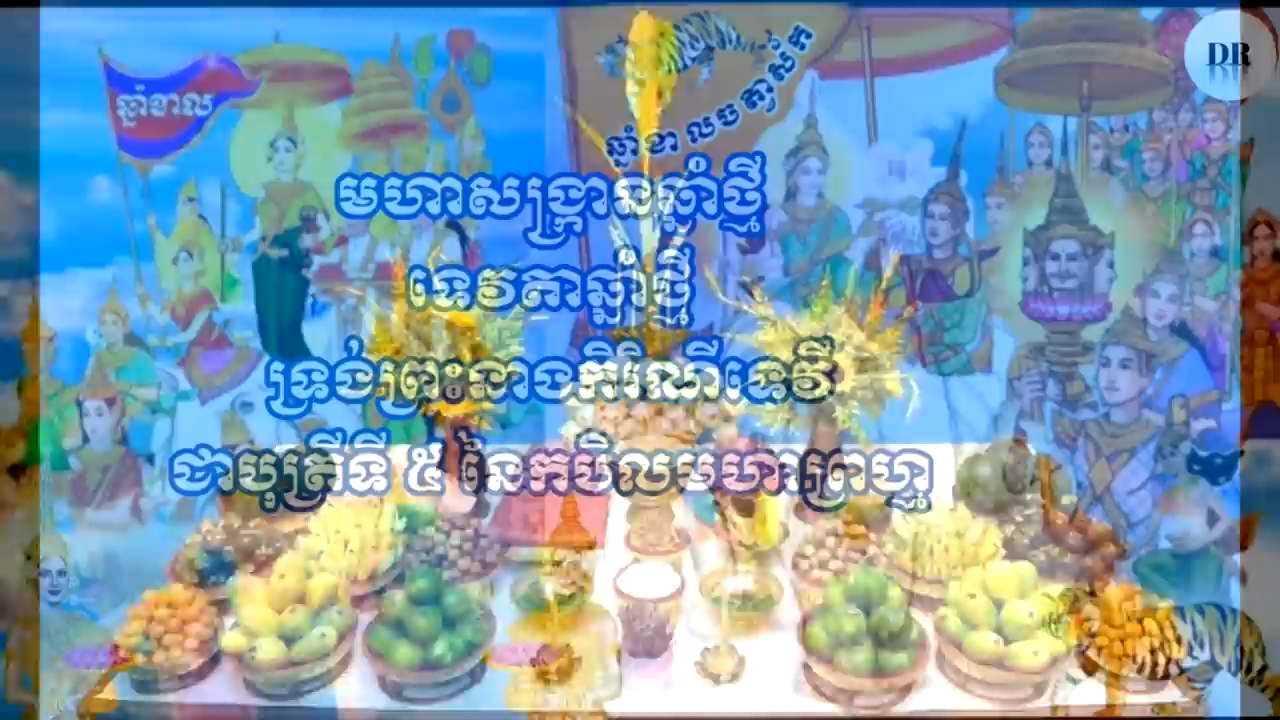 DR
ឆ្នាំខាល
ឆ្នាំ ខាល ចត្វាស័ក
មហាសង្ក្រានឆ្នាំថ្មី
ទេវតាឆ្នាំថ្មី
ទ្រង់ព្រះនាងកិរិណីទេវី
ជាបុត្រីទី ៥ នៃកបិលមហាព្រហ្ម